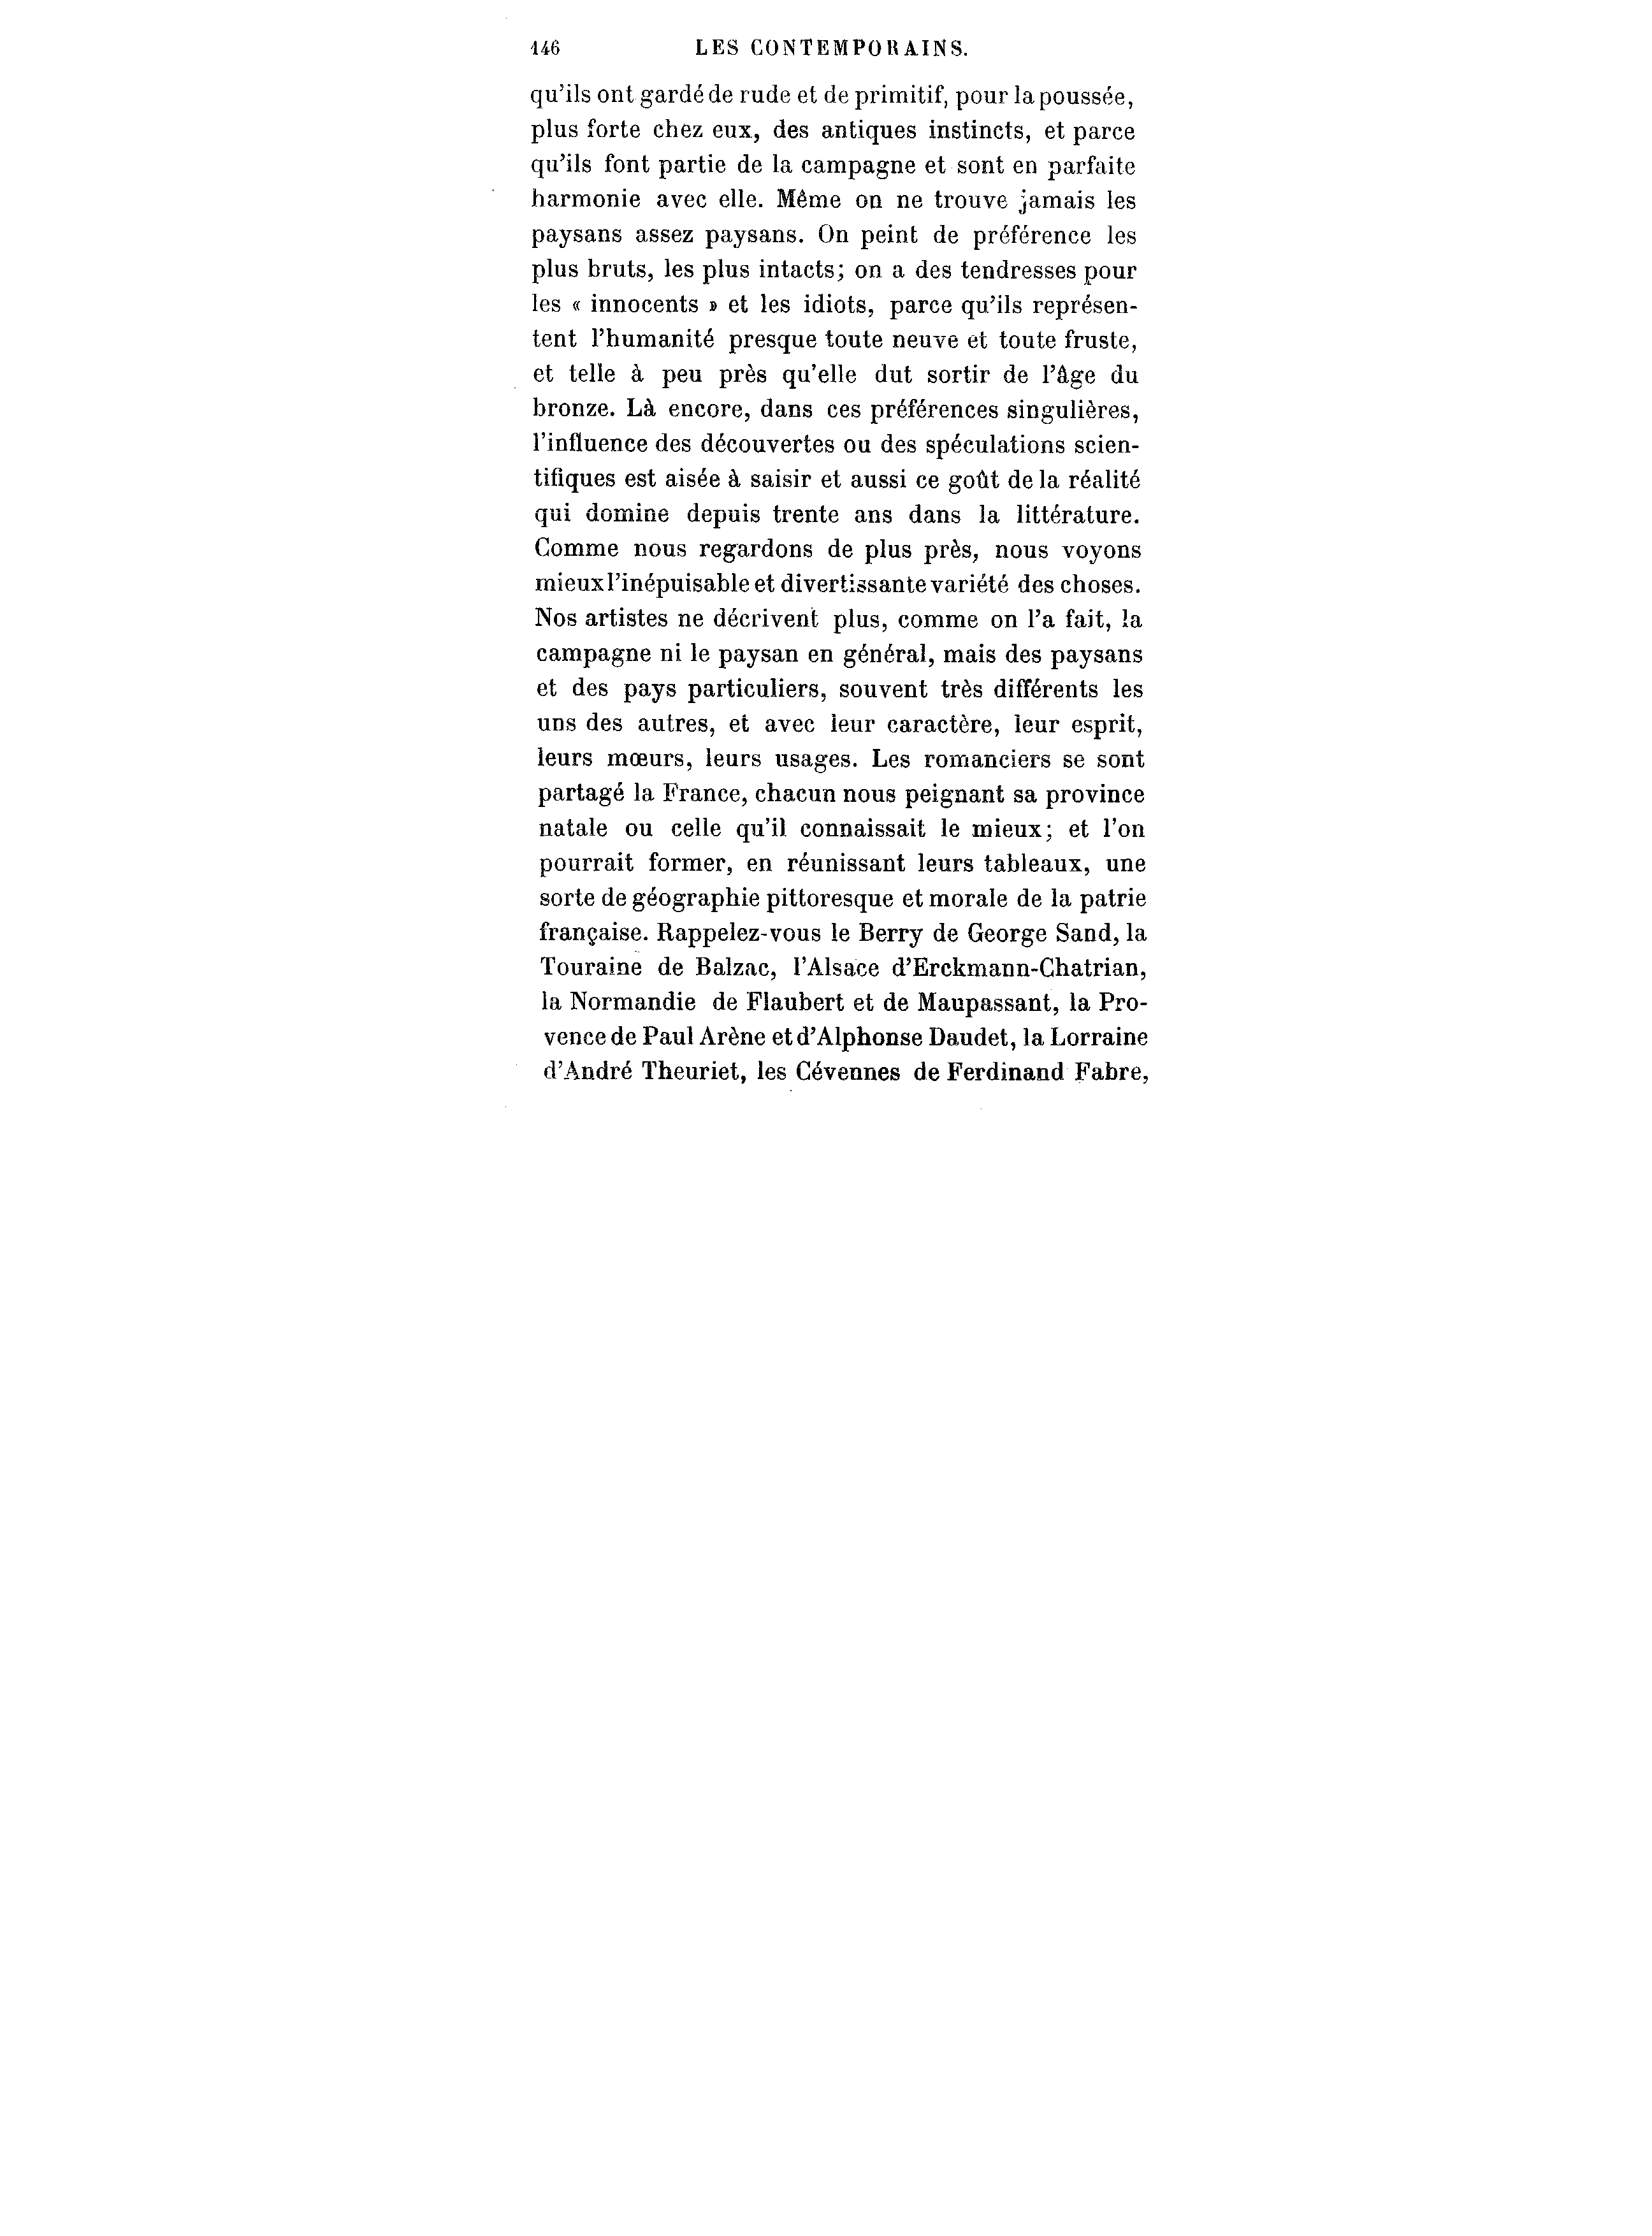 146 LES CONTEMPORAINS.
qu'ils ont gardé de rude et de primitif, pour la poussée,
plus forte chez eux, des antiques instincts, et parce
qu'ils font partie de la campagne et sont en parfaite
harmonie avec elle. Même on ne trouve jamais les
paysans assez paysans. On peint de préférence les
plus bruts, les plus intacts; on a des tendresses pour
les « innocents » et les idiots, parce qu'ils représen-
tent l'humanité presque toute neuve et toute fruste,
et telle à peu près qu'elle dut sortir de l'âge du
bronze. Là encore, dans ces préférences singulières,
l'influence des découvertes ou des spéculations scien-
tifiques est aisée à saisir et aussi ce goût de la réalité
qui domine depuis trente ans dans la littérature.
Comme nous regardons de plus près, nous voyons
mieux l'inépuisable et divertissante variété des choses.
Nos artistes ne décrivent plus, comme on l'a fait, la
campagne ni le paysan en général, mais des paysans
et des pays particuliers, souvent très différents les
uns des autres, et avec leur caractère, leur esprit,
leurs mœurs, leurs usages. Les romanciers se sont
partagé la France, chacun nous peignant sa province
natale ou celle qu'il connaissait le mieux; et l'on
pourrait former, en réunissant leurs tableaux, une
sorte de géographie pittoresque et morale de la patrie
française. Rappelez-vous le Berry de George Sand, la
Touraine de Balzac, l'Alsace d'Erckmann-Chatrian,
la Normandie de Flaubert et de Maupassant, la Pro-
vence de Paul Arène et d'Alphonse Daudet, la Lorraine
d'André Theuriet, les Cévennes de Ferdinand Fabre,